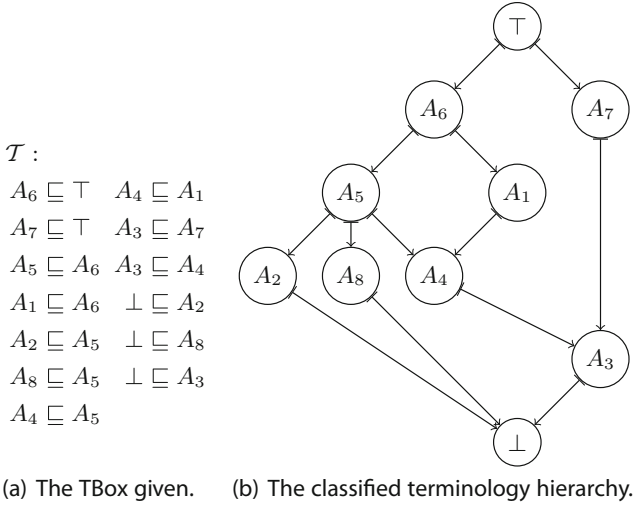 𝒯 :
A₆ ⊑ ⊤ A₄ ⊑ A₁
A₇ ⊑ ⊤ A₃ ⊑ A₇
A₅ ⊑ A₆ A₃ ⊑ A₄
A₁ ⊑ A₆ ⊥ ⊑ A₂
A₂ ⊑ A₅ ⊥ ⊑ A₈
A₈ ⊑ A₅ ⊥ ⊑ A₃
A₄ ⊑ A₅
(a) The TBox given.
⊤
A₆ A₇
A₅ A₁
A₂ A₈ A₄
A₃
⊥
(b) The classified terminology hierarchy.